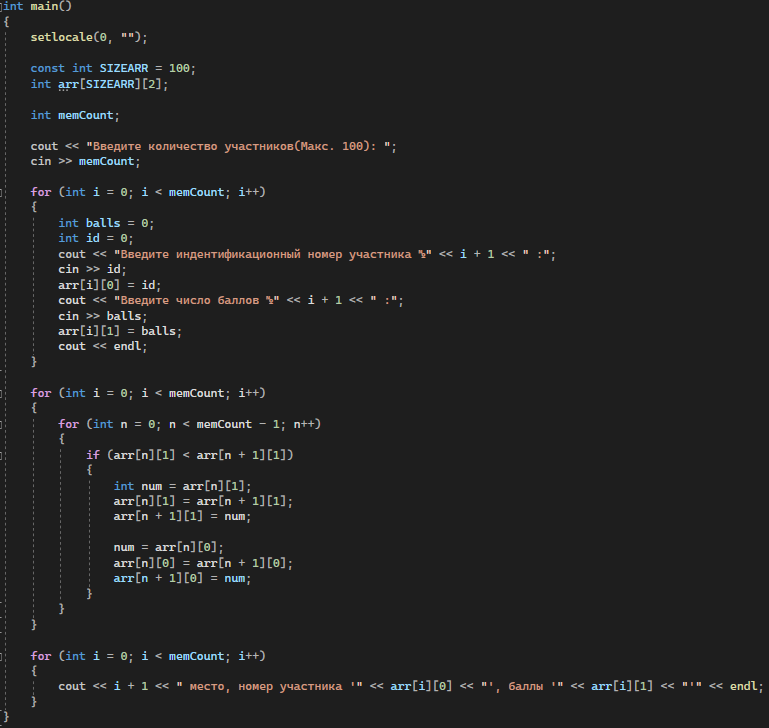 int main()
{
setlocale(0, "");
const int SIZEARR = 100;
int arr[SIZEARR][2];
int memCount;
cout << "Введите количество участников(Макс. 100): ";
cin >> memCount;
for (int i = 0; i < memCount; i++)
{
int balls = 0;
int id = 0;
cout << "Введите индентификационный номер участника №" << i + 1 << " :";
cin >> id;
arr[i][0] = id;
cout << "Введите число баллов №" << i + 1 << " :";
cin >> balls;
arr[i][1] = balls;
cout << endl;
}
for (int i = 0; i < memCount; i++)
{
for (int n = 0; n < memCount - 1; n++)
{
if (arr[n][1] < arr[n + 1][1])
{
int num = arr[n][1];
arr[n][1] = arr[n + 1][1];
arr[n + 1][1] = num;
num = arr[n][0];
arr[n][0] = arr[n + 1][0];
arr[n + 1][0] = num;
}
}
}
for (int i = 0; i < memCount; i++)
{
cout << i + 1 << " место, номер участника '" << arr[i][0] << "', баллы '" << arr[i][1] << "'" << endl;
}
}